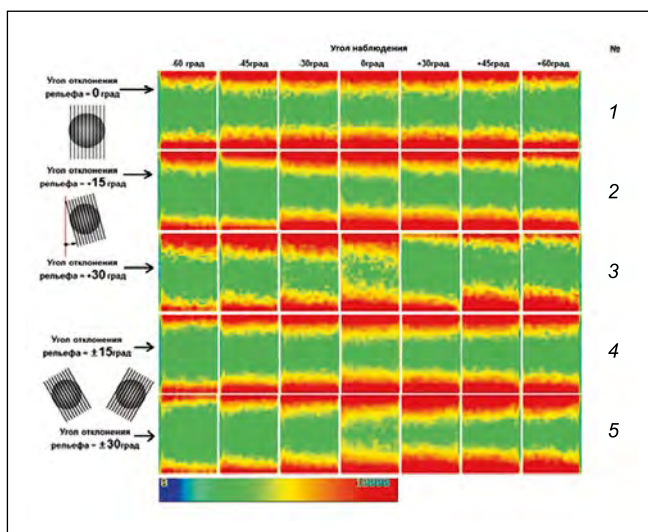 Угол наблюдения
№
-60 град -45град -30град 0град +30град +45град +60град
Угол отклонения
рельефа = 0 град
1
Угол отклонения
рельефа = +15 град
2
Угол отклонения
рельефа = +30 град
3
Угол отклонения
рельефа = ±15град
4
Угол отклонения
рельефа = ±30град
5
0 10000